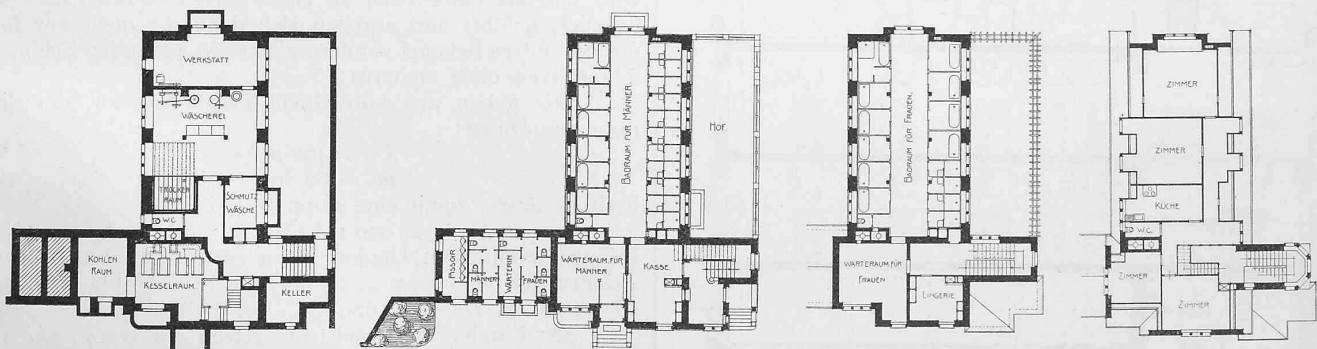 WERKSTATT
WÄSCHEREI
TROCKEN
RAUM
SCHMUTZ
WÄSCHE
W.C.
KOHLEN
RAUM
KESSELRAUM
KELLER
BADRAUM FÜR MÄNNER
HOF.
PISSOIR
MÄNNER
WÄRTERIN
FRAUEN
WARTERAUM FÜR
MÄNNER
KASSE
BADRAUM FÜR FRAUEN.
WARTERAUM FÜR
FRAUEN
LINGERIE
ZIMMER
ZIMMER
KÜCHE
W.C.
ZIMMER
ZIMMER